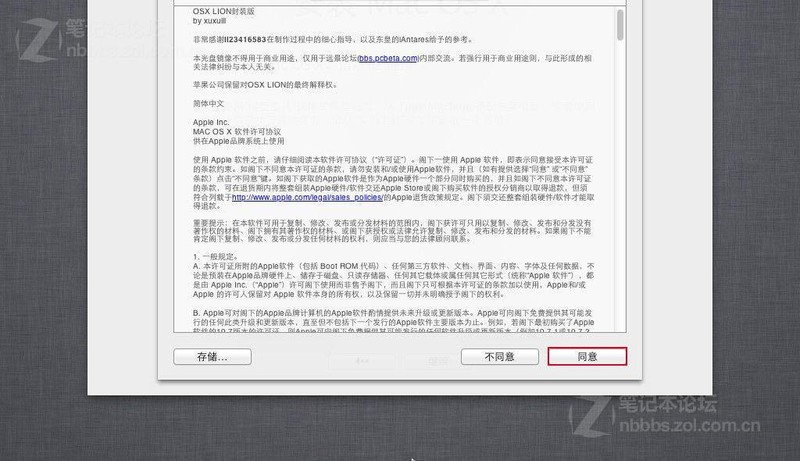 笔记本论坛
OSX LION封装版
by xuxuill
非常感谢ll23416583在制作过程中的细心指导，以及东皇的iAntares给予的参考。
本光盘镜像不得用于商业用途，仅用于远景论坛(bbs.pcbeta.com)内部交流。若强行用于商业用途则，与此形成的相
关法律纠纷与本人无关。
苹果公司保留对OSX LION的最终解释权。
简体中文
Apple Inc.
MAC OS X 软件许可协议
供在Apple品牌系统上使用
使用 Apple 软件之前，请仔细阅读本软件许可协议（“许可证”）。阁下一使用 Apple 软件，即表示同意接受本许可证
的条款约束。如阁下不同意本许可证的条款，请勿安装和/或使用Apple软件，并且（如有提供选择“同意” 或“不同意”
条款）点击“不同意”键。如阁下获取的Apple软件是作为Apple硬件一个部分同时购买的，并且如阁下不同意本许可证
的条款，可在退货期内将整套组装Apple硬件/软件交还Apple Store或阁下购买软件的授权分销商以取得退款，但须
符合列载于http://www.apple.com/legal/sales_policies/的Apple退货政策规定。阁下须交还整套组装硬件/软件才能取
得退款。
重要提示：在本软件可用于复制、修改、发布或分发材料的范围内，阁下获许可只用以复制、修改、发布和分发没有
著作权的材料、阁下拥有其著作权的材料、或阁下获授权或法律允许复制、修改、发布和分发的材料。如果阁下不能
肯定阁下复制、修改、发布或分发任何材料的权利，则应当与您的法律顾问联系。
1. 一般规定。
A. 本许可证所附的Apple软件（包括 Boot ROM 代码）、任何第三方软件、文档、界面、内容、字体及任何数据，不
论是预装在Apple品牌硬件上、储存于磁盘、只读存储器、任何其它载体或属任何其它形式（统称“Apple 软件”），都
是由 Apple Inc.（“Apple”）许可阁下使用而非售予阁下，而且阁下只可根据本许可证的条款加以使用，Apple和/或
Apple 的许可人保留对 Apple 软件本身的所有权，以及保留一切并未明确授予阁下的权利。
B. Apple可对阁下的Apple品牌计算机的Apple软件酌情提供未来升级或更新版本。Apple可向阁下免费提供其可能发
行的任何此类升级和更新版本，直至但不包括下一个发行的Apple软件主要版本为止。例如，若阁下最初购买了Apple
软件的10.7版本的许可证，则Apple可向阁下免费提供其可能发行的任何软件升级或更新版本（例如10.7.1或10.7.2
存储…
不同意
同意
笔记本论坛
nbbbs.zol.com.cn